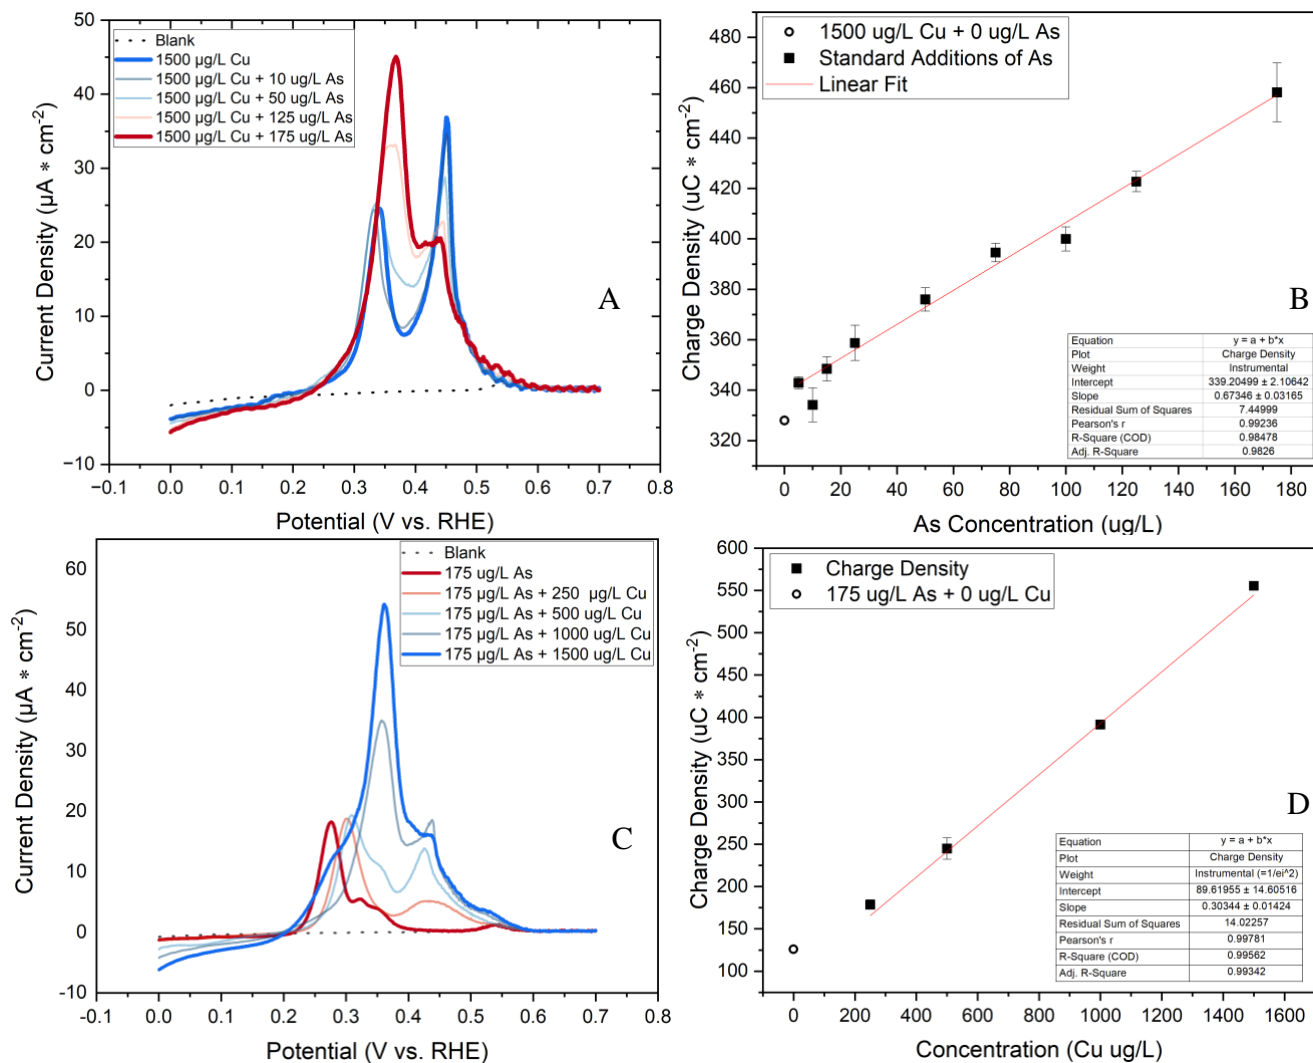 Blank
1500 µg/L Cu
1500 µg/L Cu + 10 ug/L As
1500 µg/L Cu + 50 ug/L As
1500 µg/L Cu + 125 ug/L As
1500 µg/L Cu + 175 ug/L As
50
40
30
20
10
0
−10
Current Density (µA * cm-2)
−0.1 0.0 0.1 0.2 0.3 0.4 0.5 0.6 0.7 0.8
Potential (V vs. RHE)
A
1500 ug/L Cu + 0 ug/L As
Standard Additions of As
Linear Fit
480
460
440
420
400
380
360
340
320
Charge Density (uC * cm-2)
B
Equation y = a + b*x
Plot Charge Density
Weight Instrumental
Intercept 339.20499 ± 2.10642
Slope 0.67346 ± 0.03165
Residual Sum of Squares 7.44999
Pearson's r 0.99236
R-Square (COD) 0.98478
Adj. R-Square 0.9826
0 20 40 60 80 100 120 140 160 180
As Concentration (ug/L)
Blank
175 ug/L As
175 µg/L As + 250 µg/L Cu
175 µg/L As + 500 ug/L Cu
175 µg/L As + 1000 ug/L Cu
175 µg/L As + 1500 ug/L Cu
60
50
40
30
20
10
0
-10
Current Density (µA * cm-2)
-0.1 0.0 0.1 0.2 0.3 0.4 0.5 0.6 0.7 0.8
Potential (V vs. RHE)
C
Charge Density
175 ug/L As + 0 ug/L Cu
600
550
500
450
400
350
300
250
200
150
100
Charge Density (uC * cm-2)
D
Equation y = a + b*x
Plot Charge Density
Weight Instrumental (=1/ei^2)
Intercept 89.61955 ± 14.60516
Slope 0.30344 ± 0.01424
Residual Sum of Squares 14.02257
Pearson's r 0.99781
R-Square (COD) 0.99562
Adj. R-Square 0.99342
0 200 400 600 800 1000 1200 1400 1600
Concentration (Cu ug/L)